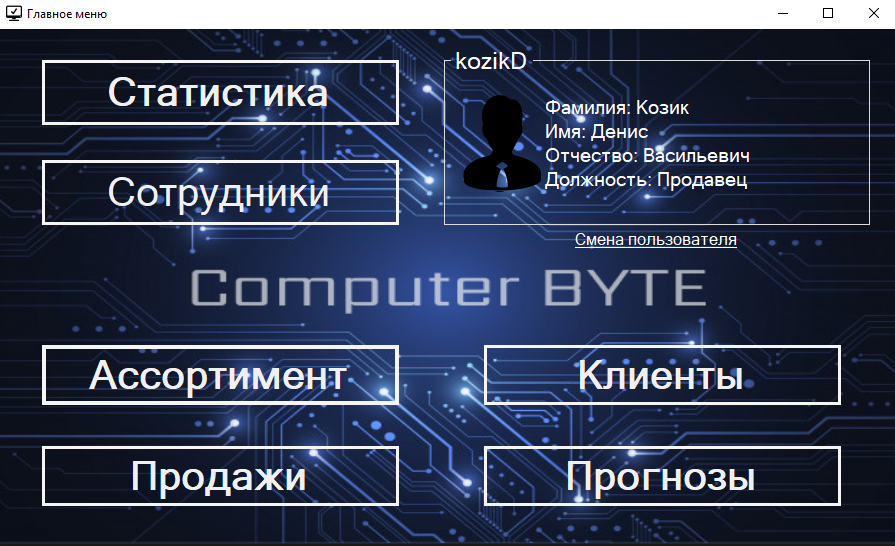 Главное меню
Статистика
kozikD
Фамилия: Козик
Имя: Денис
Отчество: Васильевич
Должность: Продавец
Сотрудники
Смена пользователя
Computer BYTE
Ассортимент
Клиенты
Продажи
Прогнозы